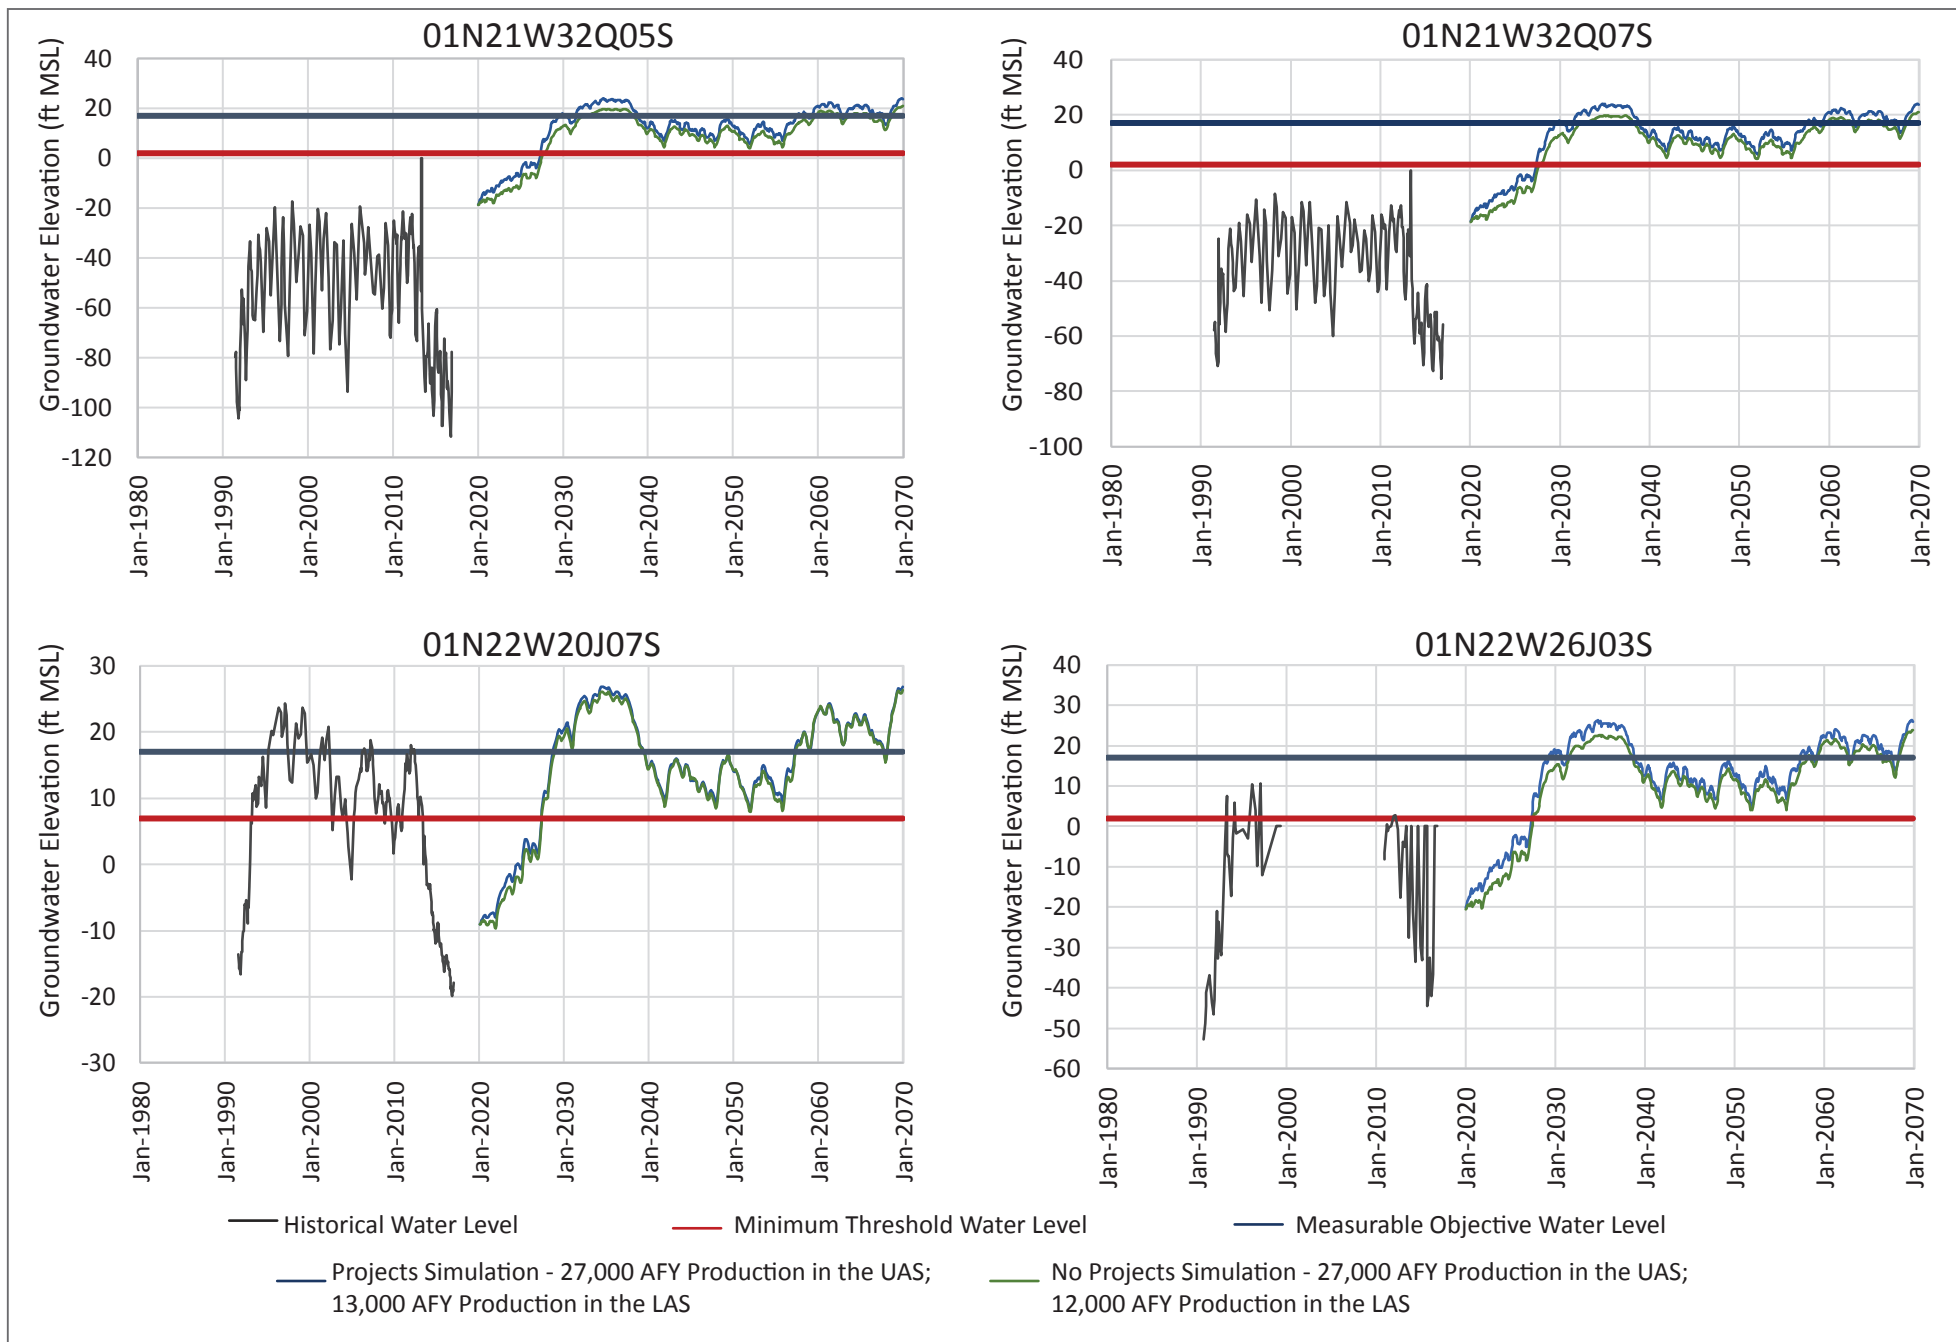 01N21W32Q05S
Groundwater Elevation (ft MSL)
40
20
0
-20
-40
-60
-80
-100
-120
Jan-1980
Jan-1990
Jan-2000
Jan-2010
Jan-2020
Jan-2030
Jan-2040
Jan-2050
Jan-2060
Jan-2070
01N21W32Q07S
Groundwater Elevation (ft MSL)
40
20
0
-20
-40
-60
-80
-100
Jan-1980
Jan-1990
Jan-2000
Jan-2010
Jan-2020
Jan-2030
Jan-2040
Jan-2050
Jan-2060
Jan-2070
01N22W20J07S
Groundwater Elevation (ft MSL)
30
20
10
0
-10
-20
-30
Jan-1980
Jan-1990
Jan-2000
Jan-2010
Jan-2020
Jan-2030
Jan-2040
Jan-2050
Jan-2060
Jan-2070
01N22W26J03S
Groundwater Elevation (ft MSL)
40
30
20
10
0
-10
-20
-30
-40
-50
-60
Jan-1980
Jan-1990
Jan-2000
Jan-2010
Jan-2020
Jan-2030
Jan-2040
Jan-2050
Jan-2060
Jan-2070
Historical Water Level
Minimum Threshold Water Level
Measurable Objective Water Level
Projects Simulation - 27,000 AFY Production in the UAS;
13,000 AFY Production in the LAS
No Projects Simulation - 27,000 AFY Production in the UAS;
12,000 AFY Production in the LAS